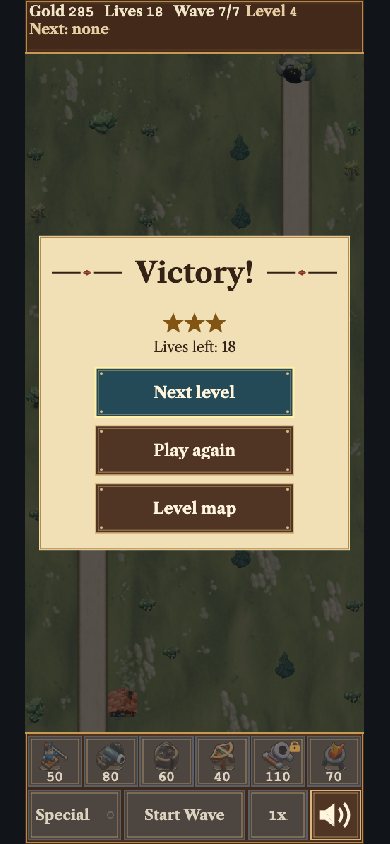 Gold 285 Lives 18 Wave 7/7 Level 4
Next: none
Victory!
Lives left: 18
Next level
Play again
Level map
50 80 60 40 110 70
Special Start Wave 1x